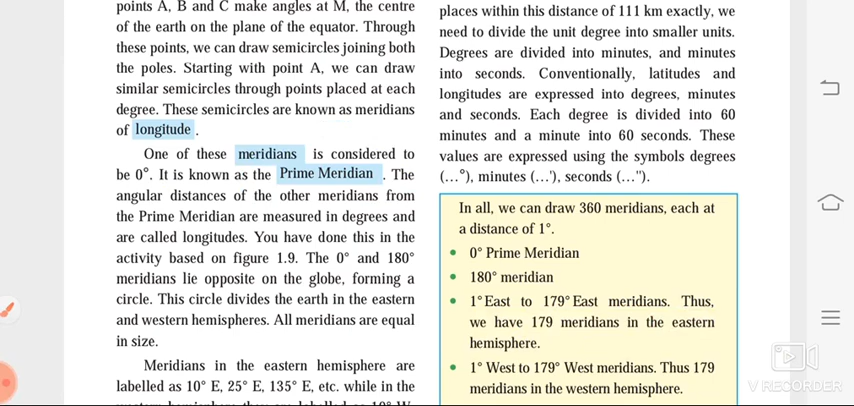 points A, B and C make angles at M, the centre
of the earth on the plane of the equator. Through
these points, we can draw semicircles joining both
the poles. Starting with point A, we can draw
similar semicircles through points placed at each
degree. These semicircles are known as meridians
of longitude .
One of these meridians is considered to
be 0°. It is known as the Prime Meridian . The
angular distances of the other meridians from
the Prime Meridian are measured in degrees and
are called longitudes. You have done this in the
activity based on figure 1.9. The 0° and 180°
meridians lie opposite on the globe, forming a
circle. This circle divides the earth in the eastern
and western hemispheres. All meridians are equal
in size.
Meridians in the eastern hemisphere are
labelled as 10° E, 25° E, 135° E, etc. while in the
western hemisphere they are labelled as 10° W,
places within this distance of 111 km exactly, we
need to divide the unit degree into smaller units.
Degrees are divided into minutes, and minutes
into seconds. Conventionally, latitudes and
longitudes are expressed into degrees, minutes
and seconds. Each degree is divided into 60
minutes and a minute into 60 seconds. These
values are expressed using the symbols degrees
(...°), minutes (...'), seconds (...").
In all, we can draw 360 meridians, each at
a distance of 1°.
• 0° Prime Meridian
• 180° meridian
• 1° East to 179° East meridians. Thus,
we have 179 meridians in the eastern
hemisphere.
• 1° West to 179° West meridians. Thus 179
meridians in the western hemisphere.
V RECORDER